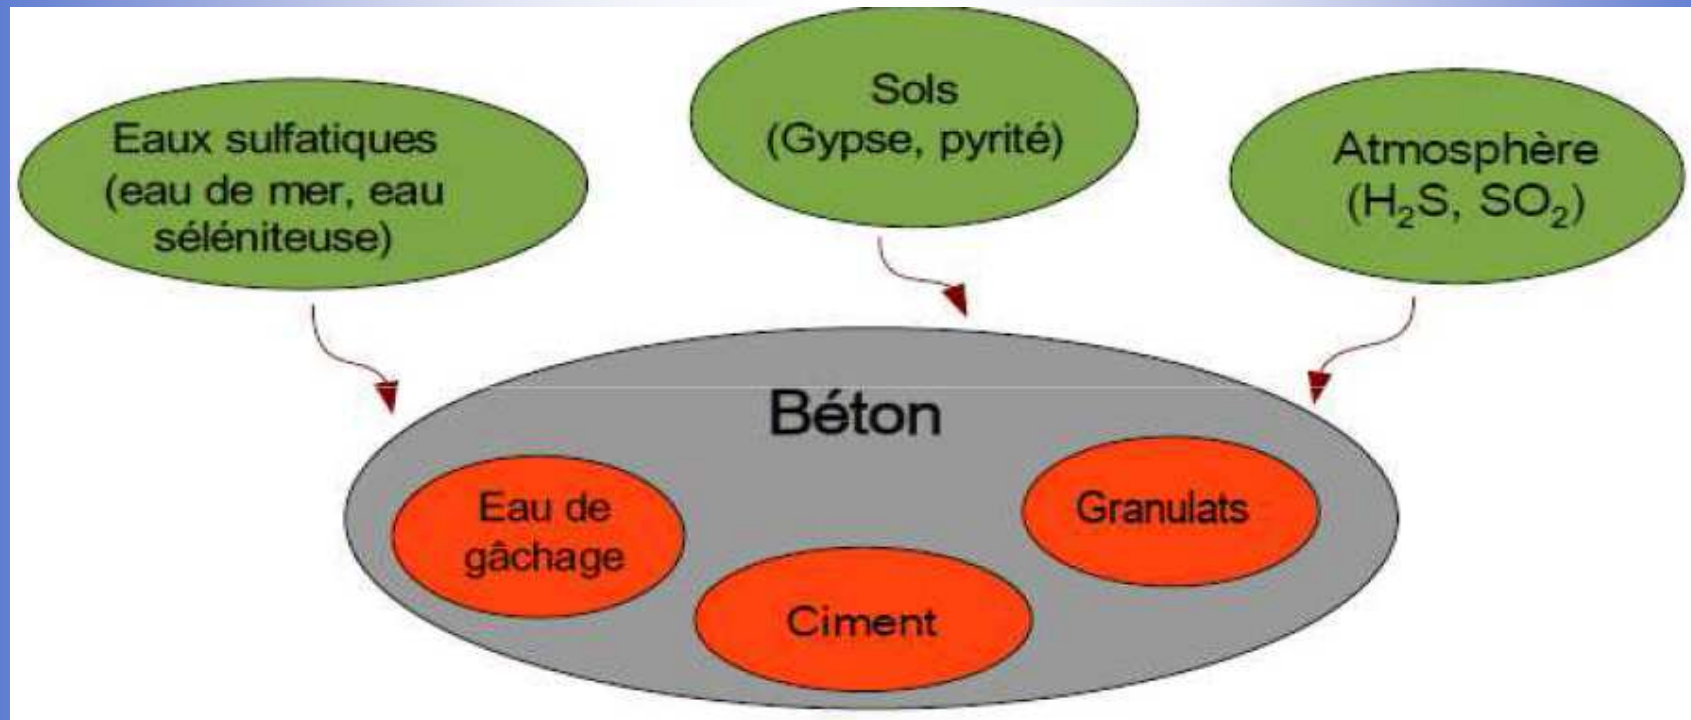 Eaux sulfatiques
(eau de mer, eau
séléniteuse)
Sols
(Gypse, pyrité)
Atmosphère
(H₂S, SO₂)
Béton
Eau de
gâchage
Ciment
Granulats